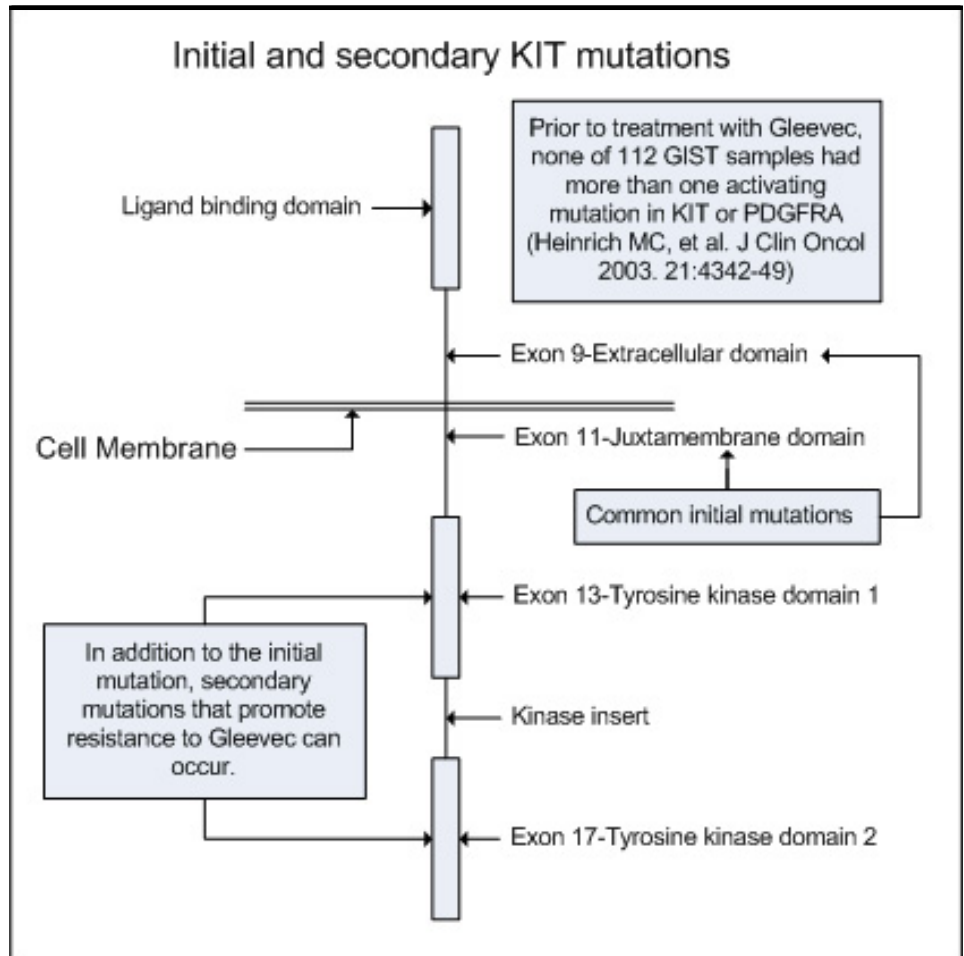 Initial and secondary KIT mutations
Prior to treatment with Gleevec,
none of 112 GIST samples had
more than one activating
mutation in KIT or PDGFRA
(Heinrich MC, et al. J Clin Oncol
2003. 21:4342-49)
Ligand binding domain
Exon 9-Extracellular domain
Cell Membrane
Exon 11-Juxtamembrane domain
Common initial mutations
Exon 13-Tyrosine kinase domain 1
In addition to the initial
mutation, secondary
mutations that promote
resistance to Gleevec can
occur.
Kinase insert
Exon 17-Tyrosine kinase domain 2